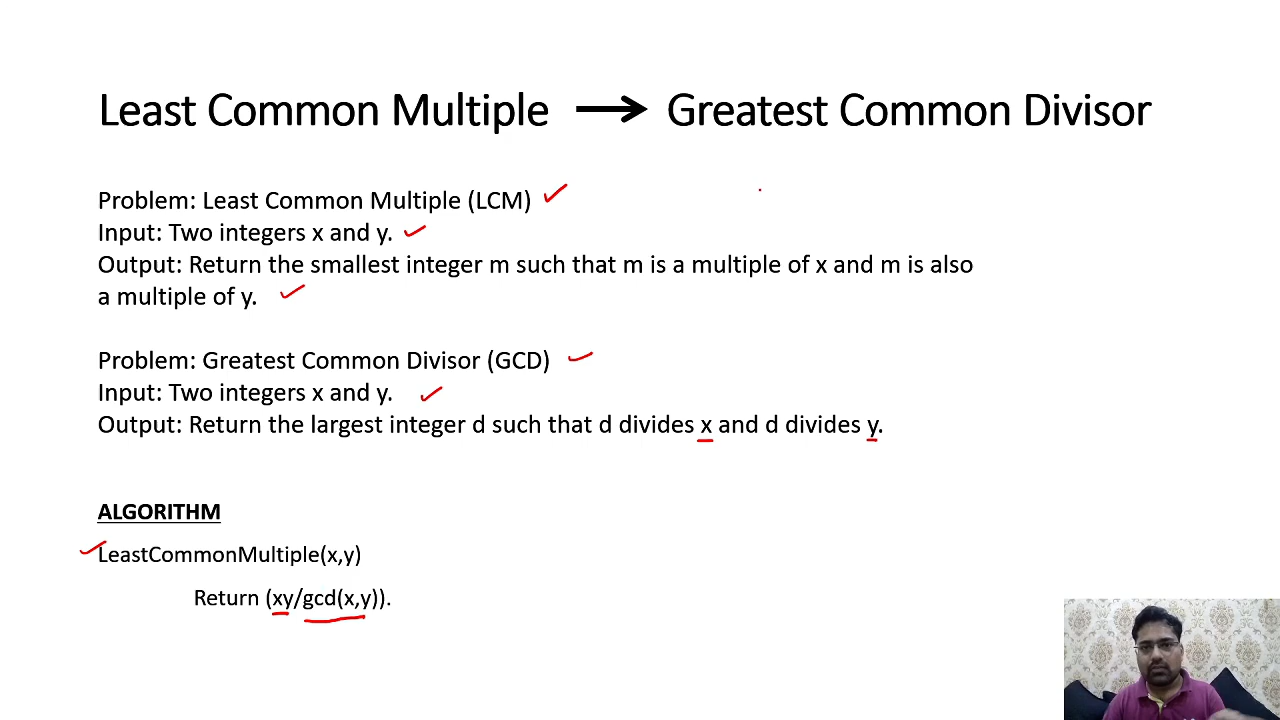 Least Common Multiple → Greatest Common Divisor
Problem: Least Common Multiple (LCM)
Input: Two integers x and y.
Output: Return the smallest integer m such that m is a multiple of x and m is also
a multiple of y.
Problem: Greatest Common Divisor (GCD)
Input: Two integers x and y.
Output: Return the largest integer d such that d divides x and d divides y.
ALGORITHM
LeastCommonMultiple(x,y)
Return (xy/gcd(x,y)).